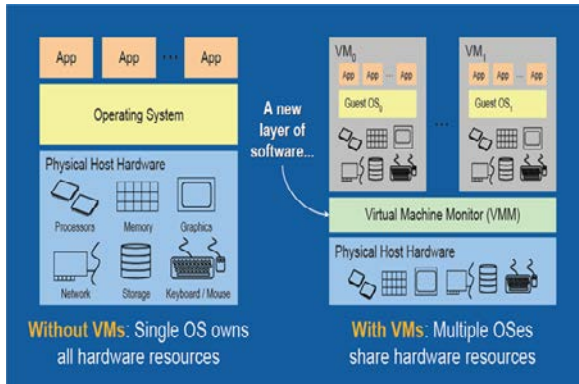 App App ... App
Operating System
Physical Host Hardware
Processors Memory Graphics
Network Storage Keyboard / Mouse
Without VMs: Single OS owns
all hardware resources
A new
layer of
software...
VM0
App App ... App
Guest OS0
...
VM1
App App ... App
Guest OS1
Virtual Machine Monitor (VMM)
Physical Host Hardware
With VMs: Multiple OSes
share hardware resources